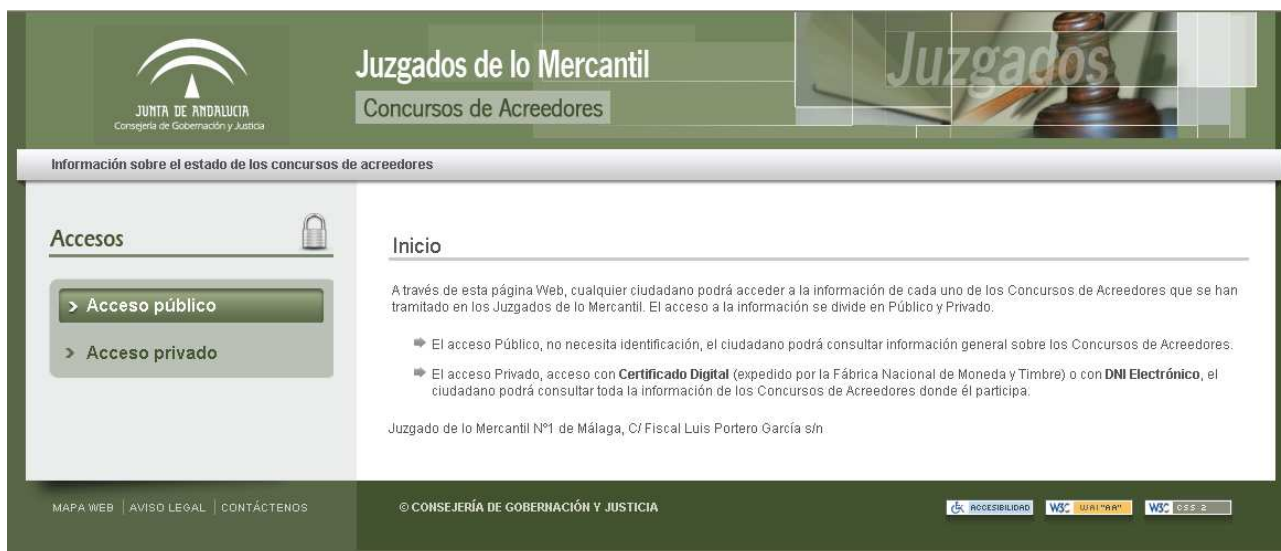 JUNTA DE ANDALUCIA
Consejería de Gobernación y Justicia
Juzgados de lo Mercantil
Concursos de Acreedores
Juzgados
Información sobre el estado de los concursos de acreedores
Accesos
Acceso público
Acceso privado
Inicio
A través de esta página Web, cualquier ciudadano podrá acceder a la información de cada uno de los Concursos de Acreedores que se han
tramitado en los Juzgados de lo Mercantil. El acceso a la información se divide en Público y Privado.
El acceso Público, no necesita identificación, el ciudadano podrá consultar información general sobre los Concursos de Acreedores.
El acceso Privado, acceso con Certificado Digital (expedido por la Fábrica Nacional de Moneda y Timbre) o con DNI Electrónico, el
ciudadano podrá consultar toda la información de los Concursos de Acreedores donde él participa.
Juzgado de lo Mercantil Nº1 de Málaga, C/ Fiscal Luis Portero García s/n
MAPA WEB | AVISO LEGAL | CONTÁCTENOS
© CONSEJERÍA DE GOBERNACIÓN Y JUSTICIA
ACCESIBILIDAD
W3C WAI "AA"
W3C CSS 2